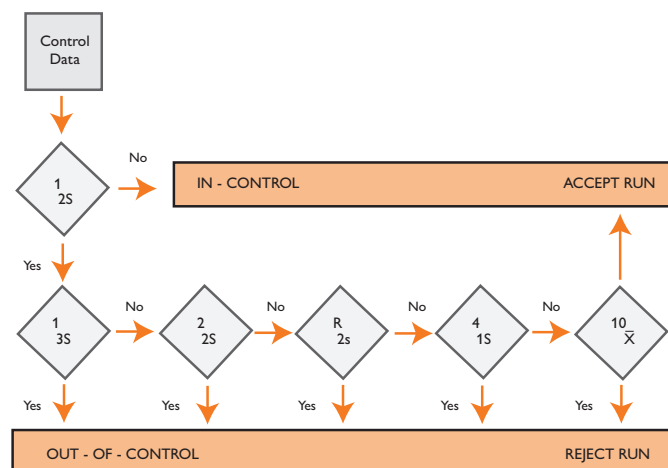 Control
Data
No
1
2S
IN - CONTROL ACCEPT RUN
Yes
No No No No
1
3S
2
2S
R
2s
4
1S
10
X̅
Yes Yes Yes Yes Yes
OUT - OF - CONTROL REJECT RUN